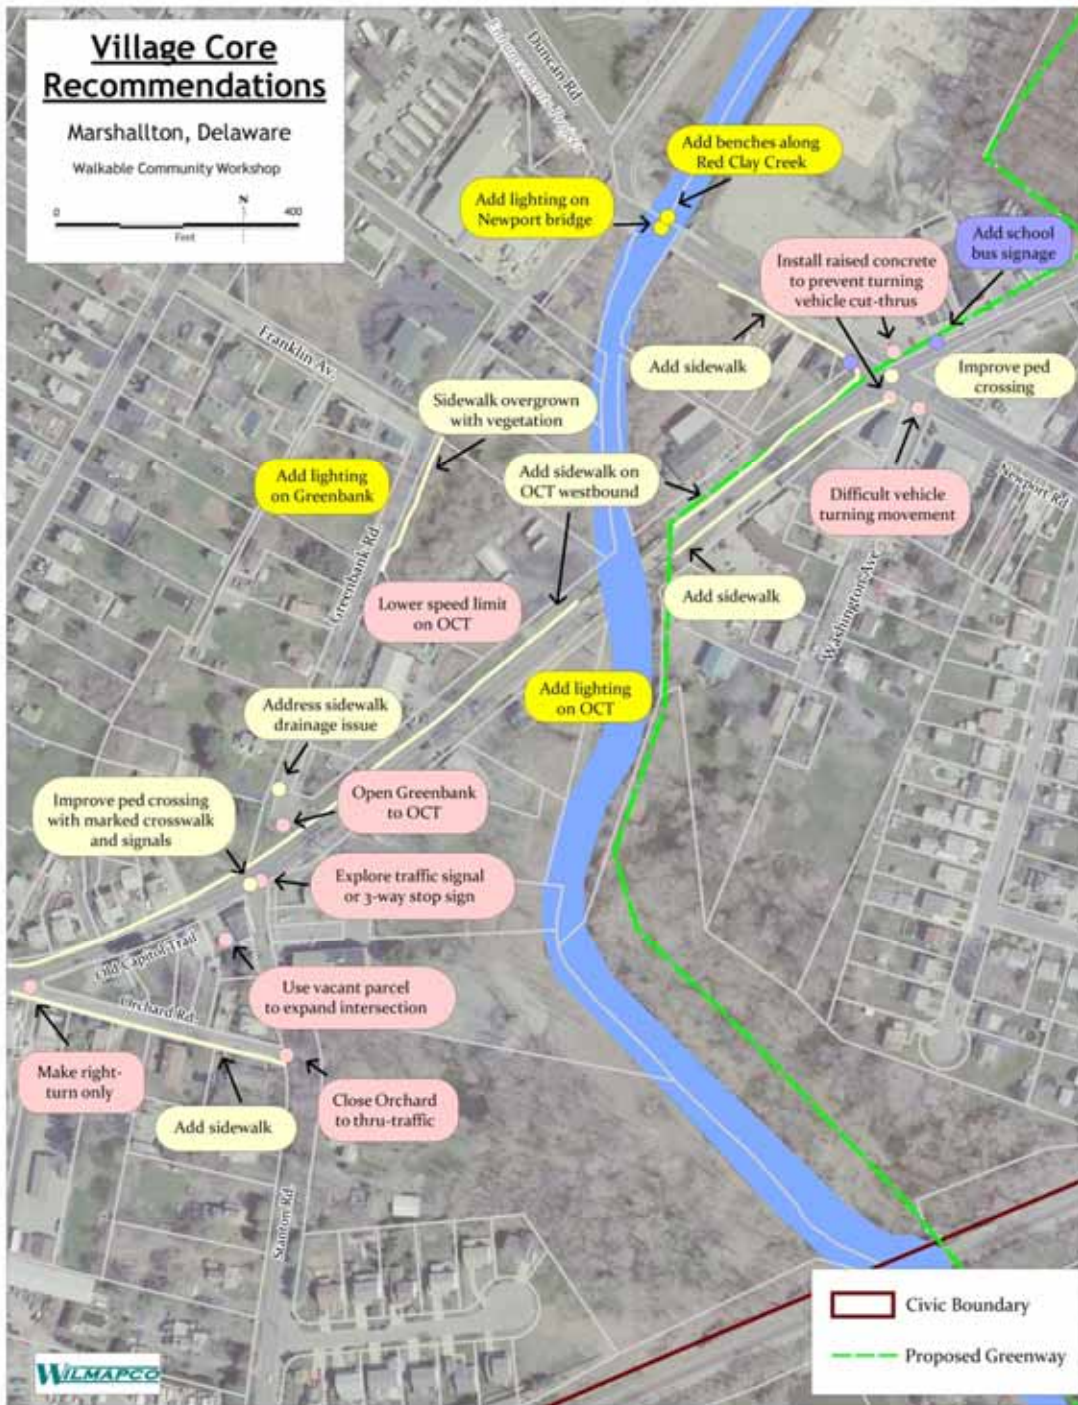 Village Core
Recommendations
Marshallton, Delaware
Walkable Community Workshop
N
0
400
Feet
Duncan Rd.
Add benches along
Red Clay Creek
Add lighting on
Newport bridge
Add school
bus signage
Install raised concrete
to prevent turning
vehicle cut-thrus
Franklin Av.
Add sidewalk
Improve ped
crossing
Sidewalk overgrown
with vegetation
Add lighting
on Greenbank
Add sidewalk on
OCT westbound
Difficult vehicle
turning movement
Newport Rd.
Greenbank Rd
Lower speed limit
on OCT
Add sidewalk
Washington Ave.
Add lighting
on OCT
Address sidewalk
drainage issue
Improve ped crossing
with marked crosswalk
and signals
Open Greenbank
to OCT
Explore traffic signal
or 3-way stop sign
Old Capitol Trail
Use vacant parcel
to expand intersection
Orchard Rd.
Make right-
turn only
Add sidewalk
Close Orchard
to thru-traffic
Stanton Rd.
Civic Boundary
Proposed Greenway
WILMAPCO